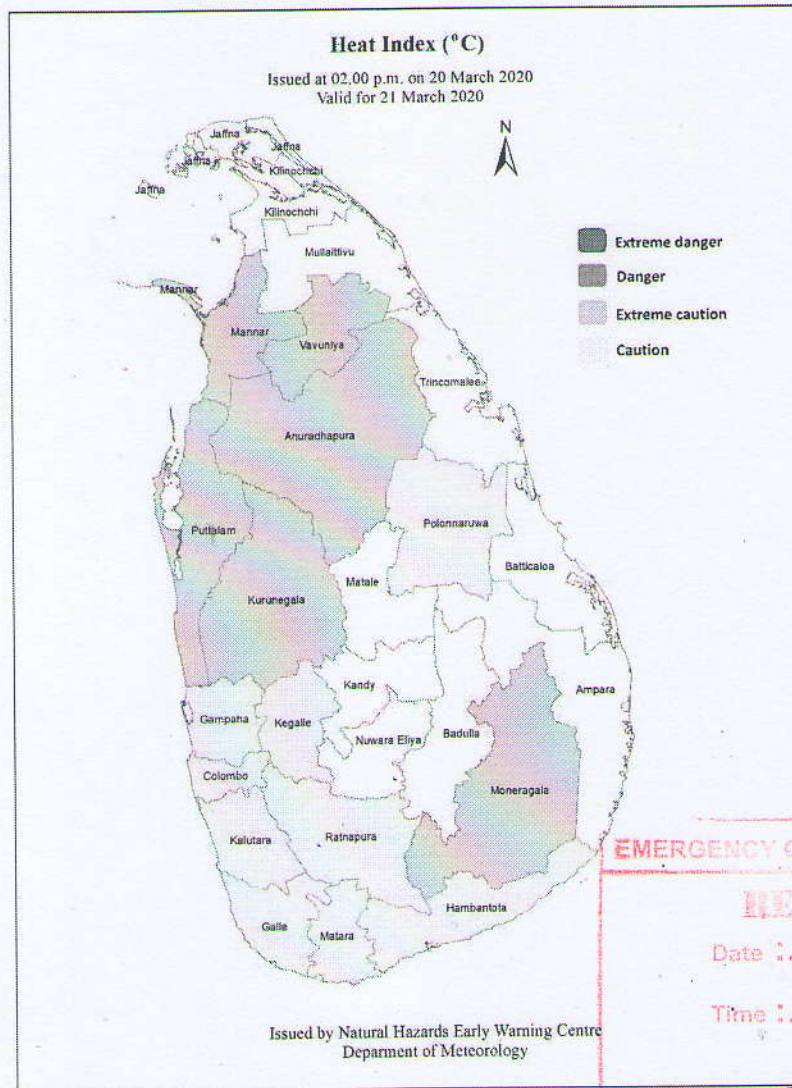 Heat Index (°C)
Issued at 02.00 p.m. on 20 March 2020
Valid for 21 March 2020
N
Jaffna
Jaffna
Jaffna
Kilinochchi
Jaffna
Kilinochchi
Mullaittivu
Extreme danger
Danger
Extreme caution
Caution
Mannar
Mannar
Vavuniya
Trincomalee
Anuradhapura
Polonnaruwa
Puttalam
Batticaloa
Matale
Kurunegala
Kandy
Ampara
Gampaha
Kegalle
Nuwara Eliya
Badulla
Colombo
Moneragala
Kalutara
Ratnapura
EMERGENCY
Hambantota
Galle
Matara
Date :
Time :
Issued by Natural Hazards Early Warning Centre
Deparment of Meteorology